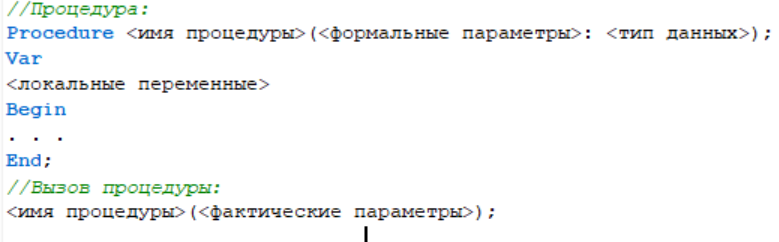 //Процедура:
Procedure <имя процедуры>(<формальные параметры>: <тип данных>);
Var
<локальные переменные>
Begin
. . .
End;
//Вызов процедуры:
<имя процедуры>(<фактические параметры>);